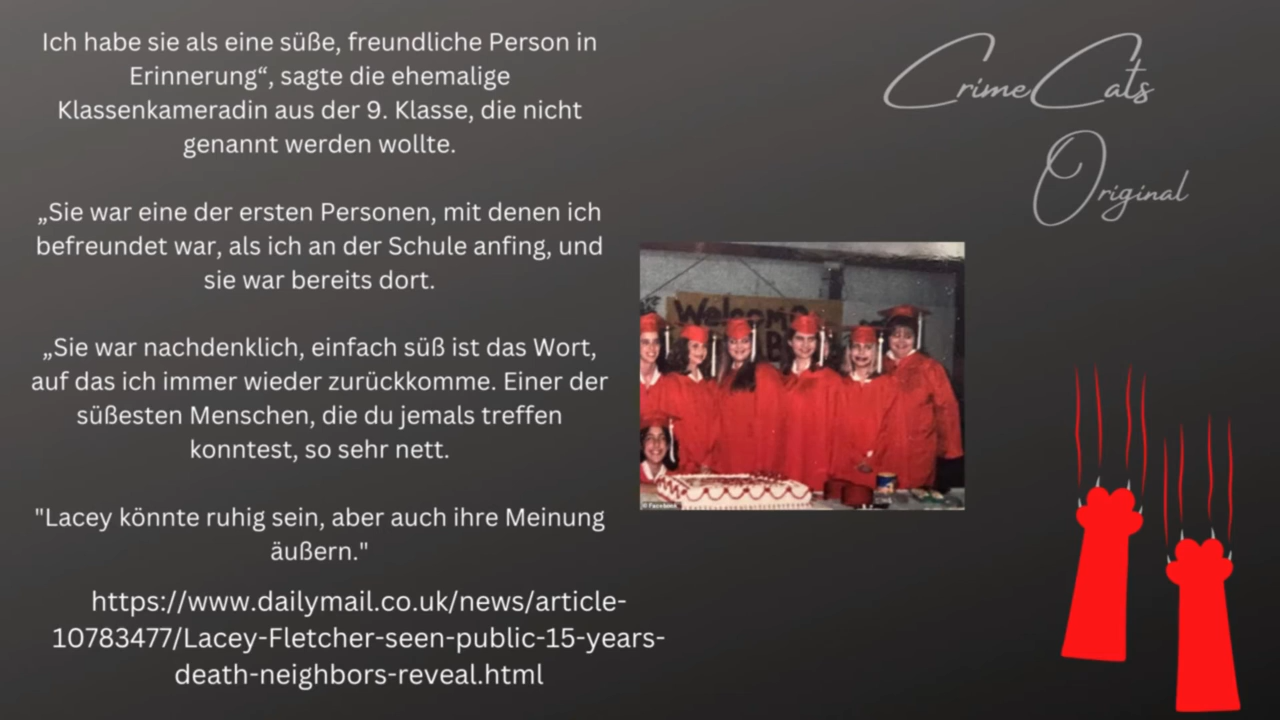 Ich habe sie als eine süße, freundliche Person in
Erinnerung“, sagte die ehemalige
Klassenkameradin aus der 9. Klasse, die nicht
genannt werden wollte.
„Sie war eine der ersten Personen, mit denen ich
befreundet war, als ich an der Schule anfing, und
sie war bereits dort.
„Sie war nachdenklich, einfach süß ist das Wort,
auf das ich immer wieder zurückkomme. Einer der
süßesten Menschen, die du jemals treffen
konntest, so sehr nett.
"Lacey könnte ruhig sein, aber auch ihre Meinung
äußern."
https://www.dailymail.co.uk/news/article-
10783477/Lacey-Fletcher-seen-public-15-years-
death-neighbors-reveal.html
CrimeCats
Original
Welcome
© Facebook